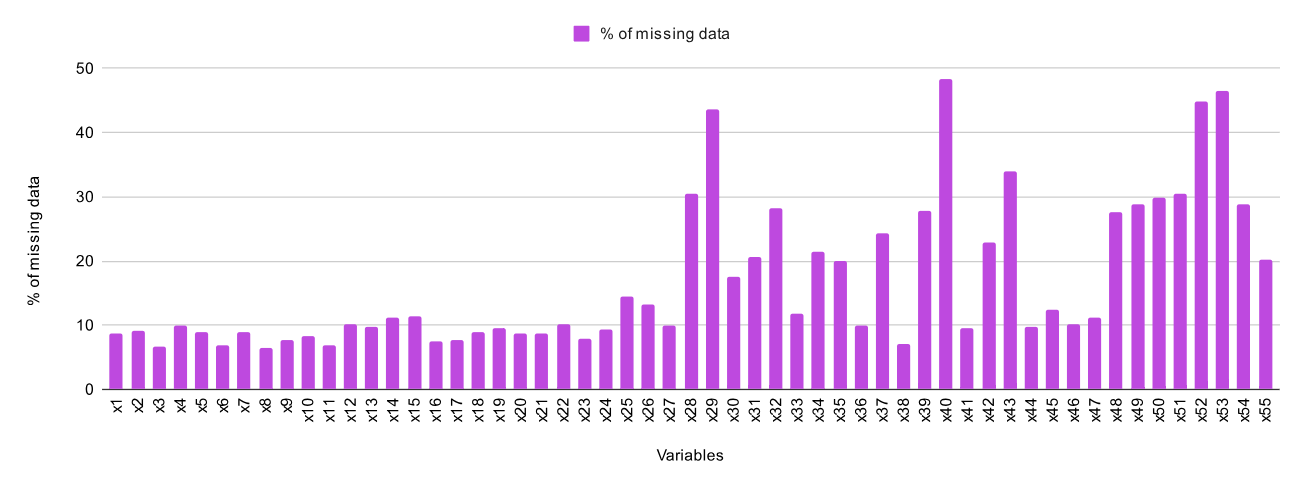 % of missing data
50
40
30
20
10
0
% of missing data
x1 x2 x3 x4 x5 x6 x7 x8 x9 x10 x11 x12 x13 x14 x15 x16 x17 x18 x19 x20 x21 x22 x23 x24 x25 x26 x27 x28 x29 x30 x31 x32 x33 x34 x35 x36 x37 x38 x39 x40 x41 x42 x43 x44 x45 x46 x47 x48 x49 x50 x51 x52 x53 x54 x55
Variables